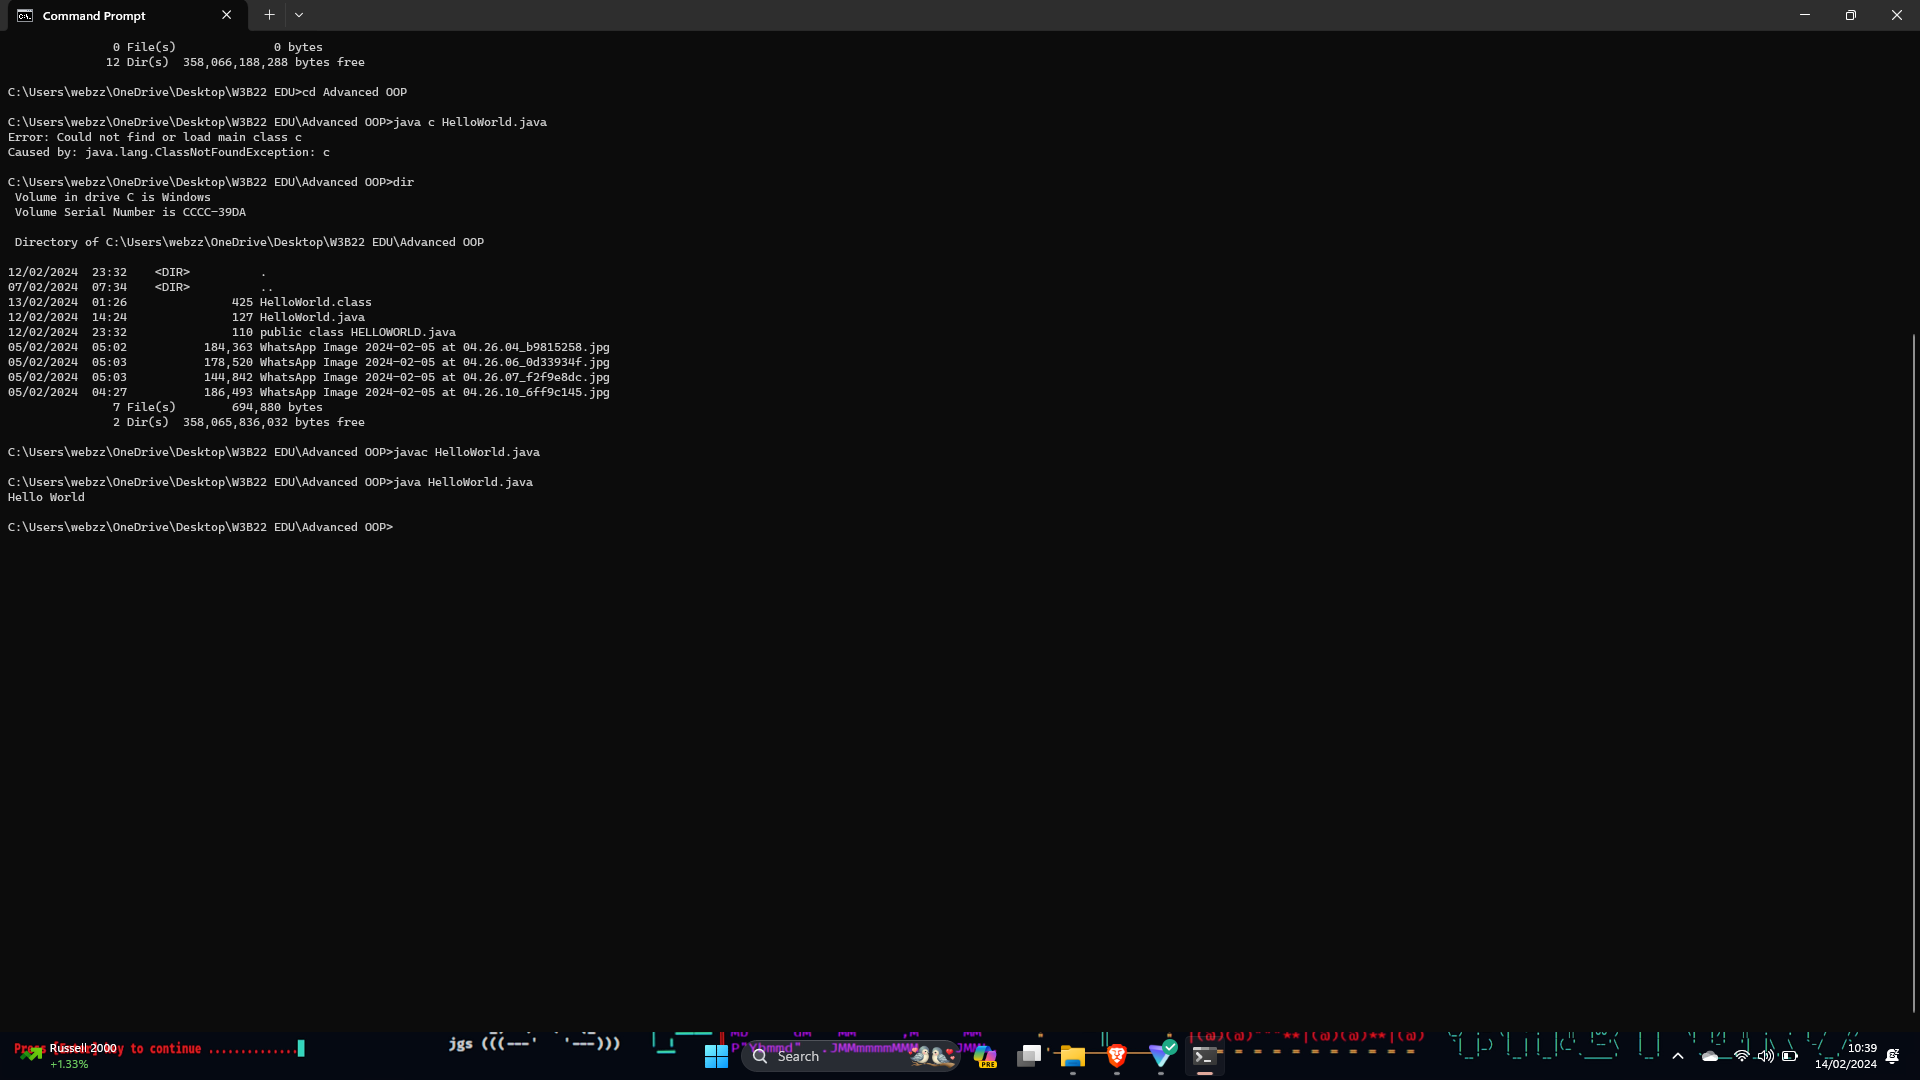 Command Prompt
0 File(s)              0 bytes
12 Dir(s)  358,066,188,288 bytes free
C:\Users\webzz\OneDrive\Desktop\W3B22 EDU>cd Advanced OOP
C:\Users\webzz\OneDrive\Desktop\W3B22 EDU\Advanced OOP>java c HelloWorld.java
Error: Could not find or load main class c
Caused by: java.lang.ClassNotFoundException: c
C:\Users\webzz\OneDrive\Desktop\W3B22 EDU\Advanced OOP>dir
Volume in drive C is Windows
Volume Serial Number is CCCC-39DA
Directory of C:\Users\webzz\OneDrive\Desktop\W3B22 EDU\Advanced OOP
12/02/2024  23:32    <DIR>          .
07/02/2024  07:34    <DIR>          ..
13/02/2024  01:26               425 HelloWorld.class
12/02/2024  14:24               127 HelloWorld.java
12/02/2024  23:32               110 public class HELLOWORLD.java
05/02/2024  05:02           184,363 WhatsApp Image 2024-02-05 at 04.26.04_b9815258.jpg
05/02/2024  05:03           178,520 WhatsApp Image 2024-02-05 at 04.26.06_0d33934f.jpg
05/02/2024  05:03           144,842 WhatsApp Image 2024-02-05 at 04.26.07_f2f9e8dc.jpg
05/02/2024  04:27           186,493 WhatsApp Image 2024-02-05 at 04.26.10_6ff9c145.jpg
7 File(s)        694,880 bytes
2 Dir(s)  358,065,836,032 bytes free
C:\Users\webzz\OneDrive\Desktop\W3B22 EDU\Advanced OOP>javac HelloWorld.java
C:\Users\webzz\OneDrive\Desktop\W3B22 EDU\Advanced OOP>java HelloWorld.java
Hello World
C:\Users\webzz\OneDrive\Desktop\W3B22 EDU\Advanced OOP>
to continue ..............
Russell 2000
+1.33%
jgs (((---'   '---)))
Search
PRE
10:39
14/02/2024